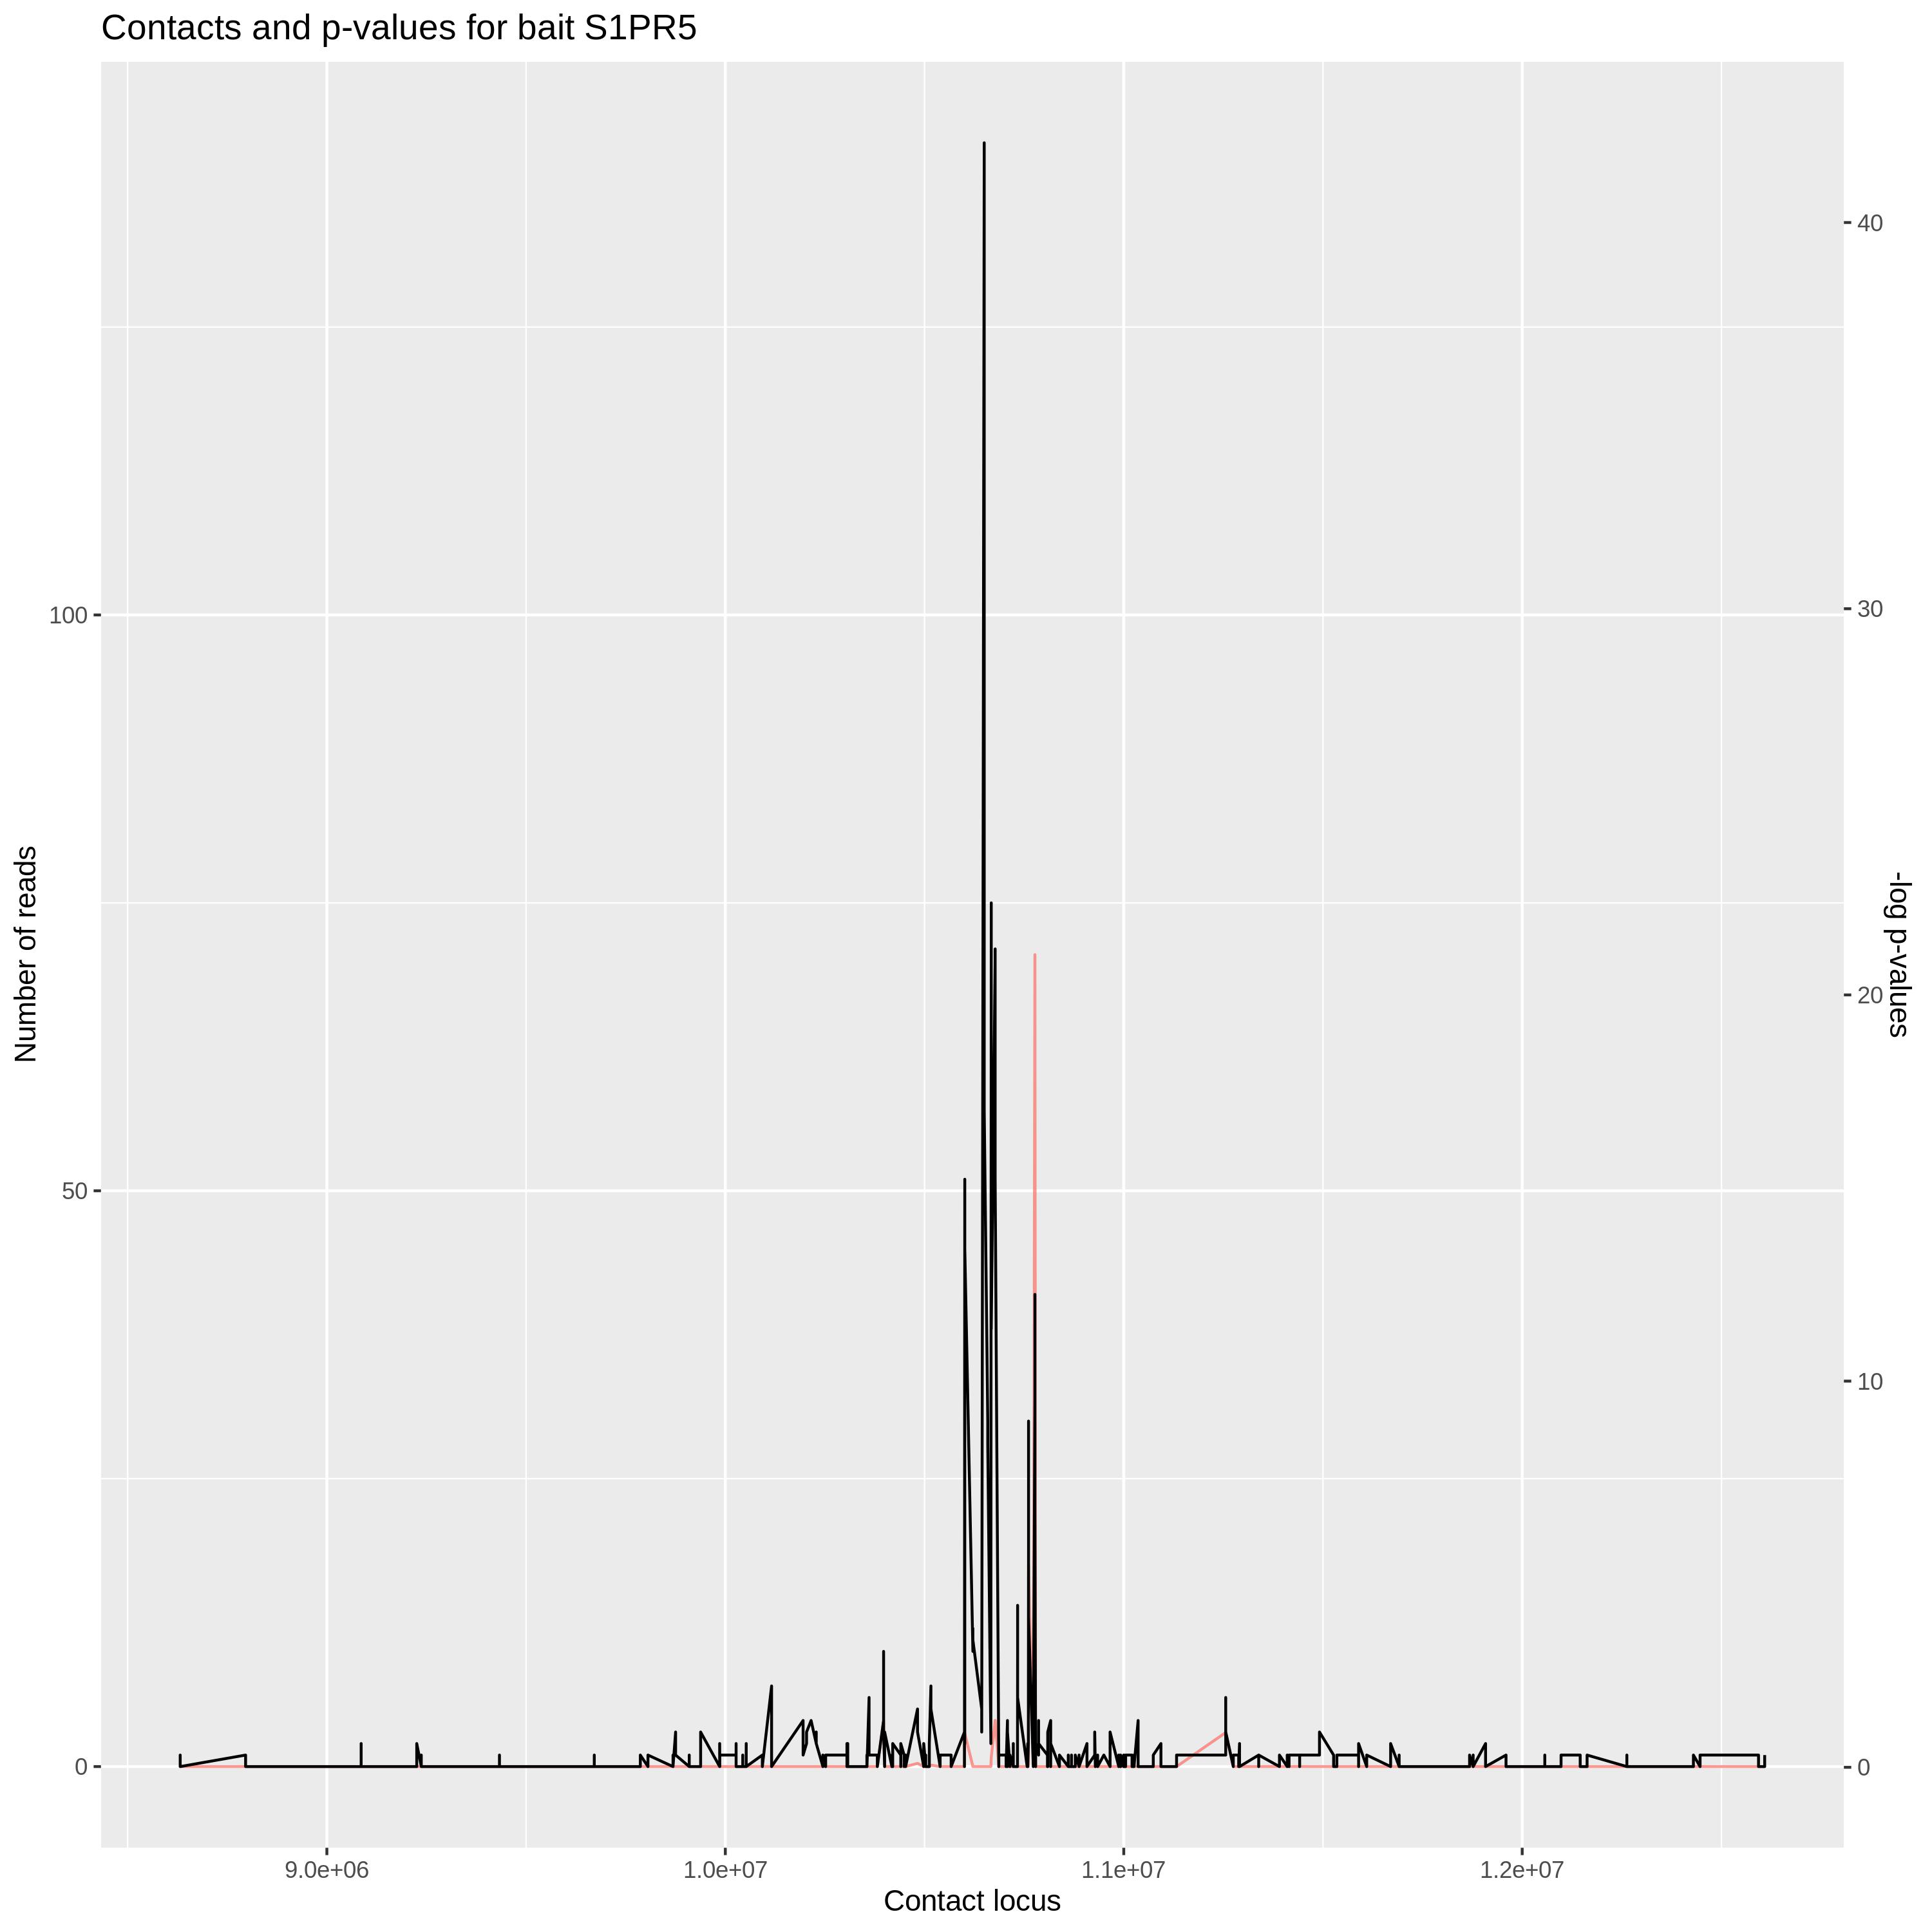 Contacts and p-values for bait S1PR5
Number of reads
100
50
0
40
30
20
10
0
-log p-values
9.0e+06
1.0e+07
1.1e+07
1.2e+07
Contact locus